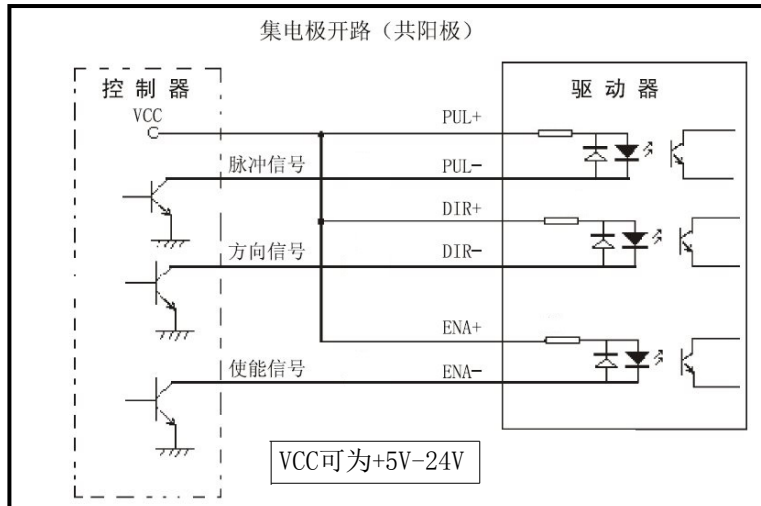 集电极开路（共阳极）
控制器
驱动器
VCC
PUL+
脉冲信号
PUL-
DIR+
方向信号
DIR-
ENA+
使能信号
ENA-
VCC可为+5V-24V